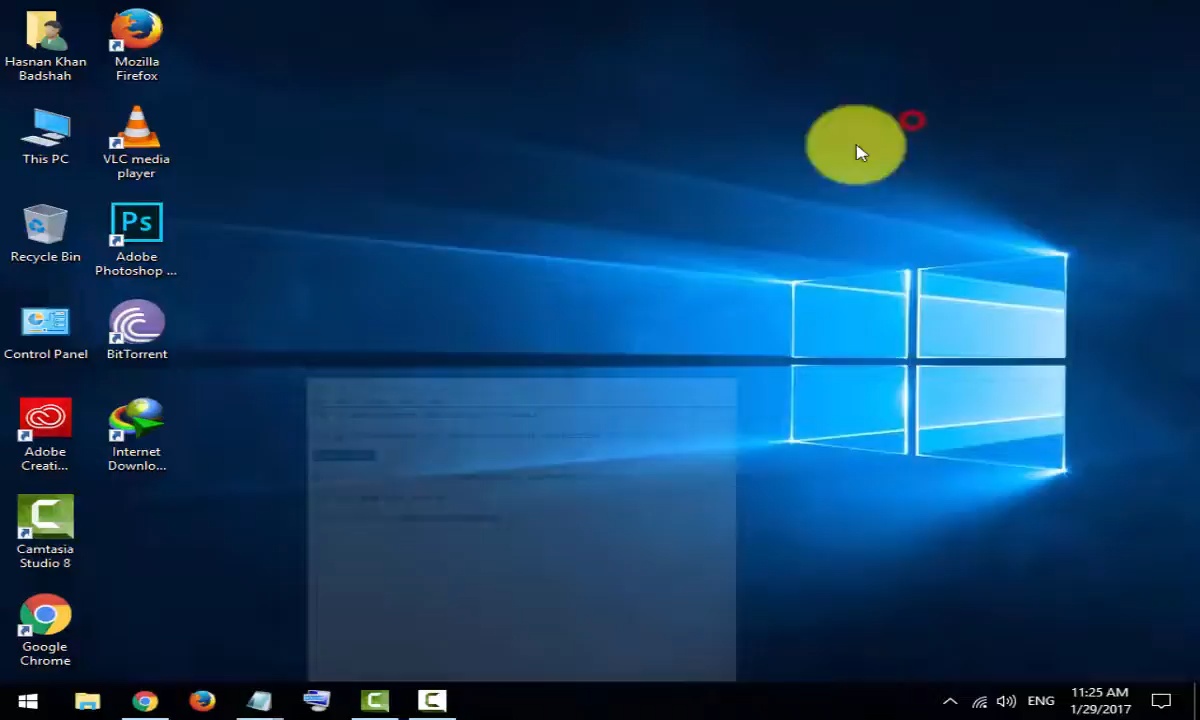 Hasnan Khan
Badshah
Mozilla
Firefox
This PC
VLC media
player
Recycle Bin
Ps
Adobe
Photoshop ...
Control Panel
BitTorrent
Adobe
Creati...
Internet
Downlo...
Camtasia
Studio 8
Google
Chrome
ENG
11:25 AM
1/29/2017